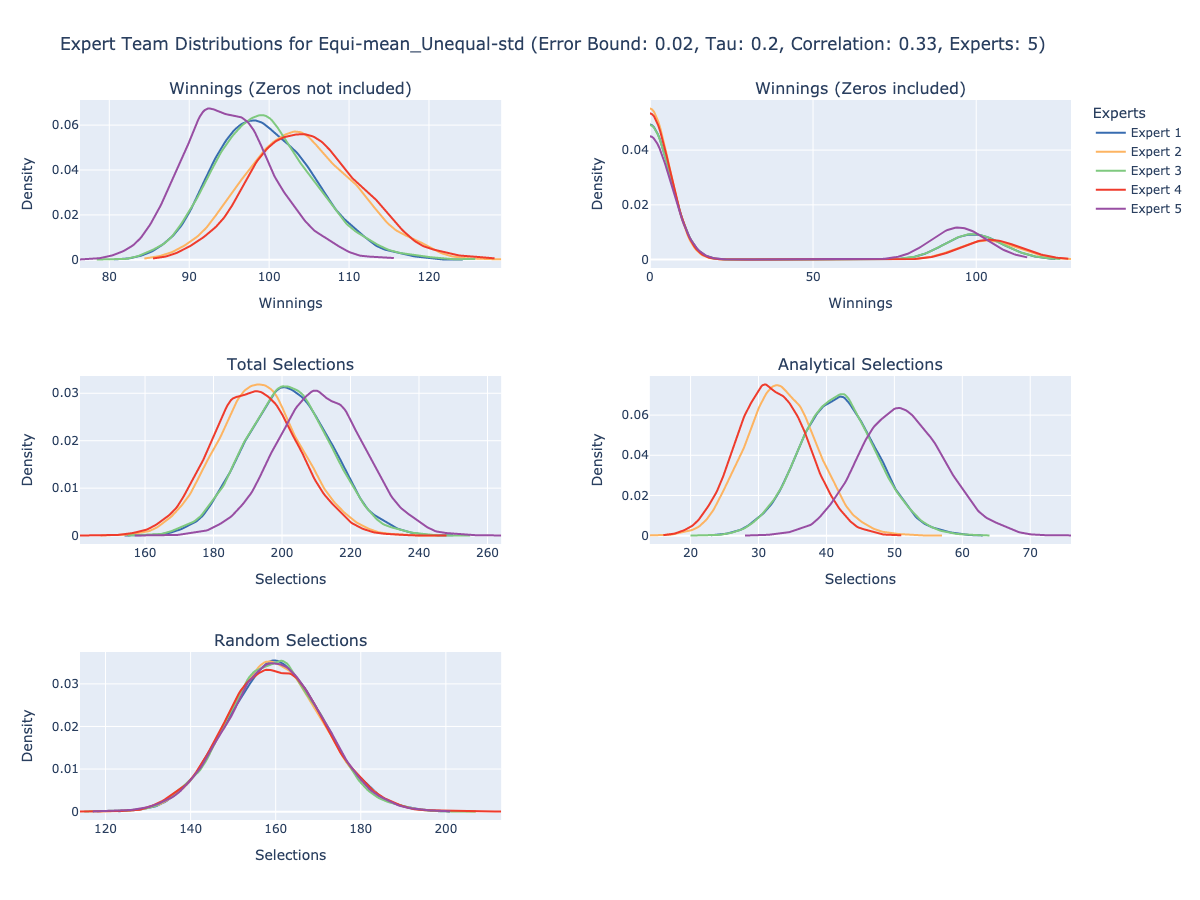 Expert Team Distributions for Equi-mean_Unequal-std (Error Bound: 0.02, Tau: 0.2, Correlation: 0.33, Experts: 5)
Winnings (Zeros not included)
Density
0.06
0.04
0.02
0
80 90 100 110 120
Winnings
Winnings (Zeros included)
Density
0.04
0.02
0
0 50 100
Winnings
Experts
Expert 1
Expert 2
Expert 3
Expert 4
Expert 5
Total Selections
Density
0.03
0.02
0.01
0
160 180 200 220 240 260
Selections
Analytical Selections
Density
0.06
0.04
0.02
0
20 30 40 50 60 70
Selections
Random Selections
Density
0.03
0.02
0.01
0
120 140 160 180 200
Selections